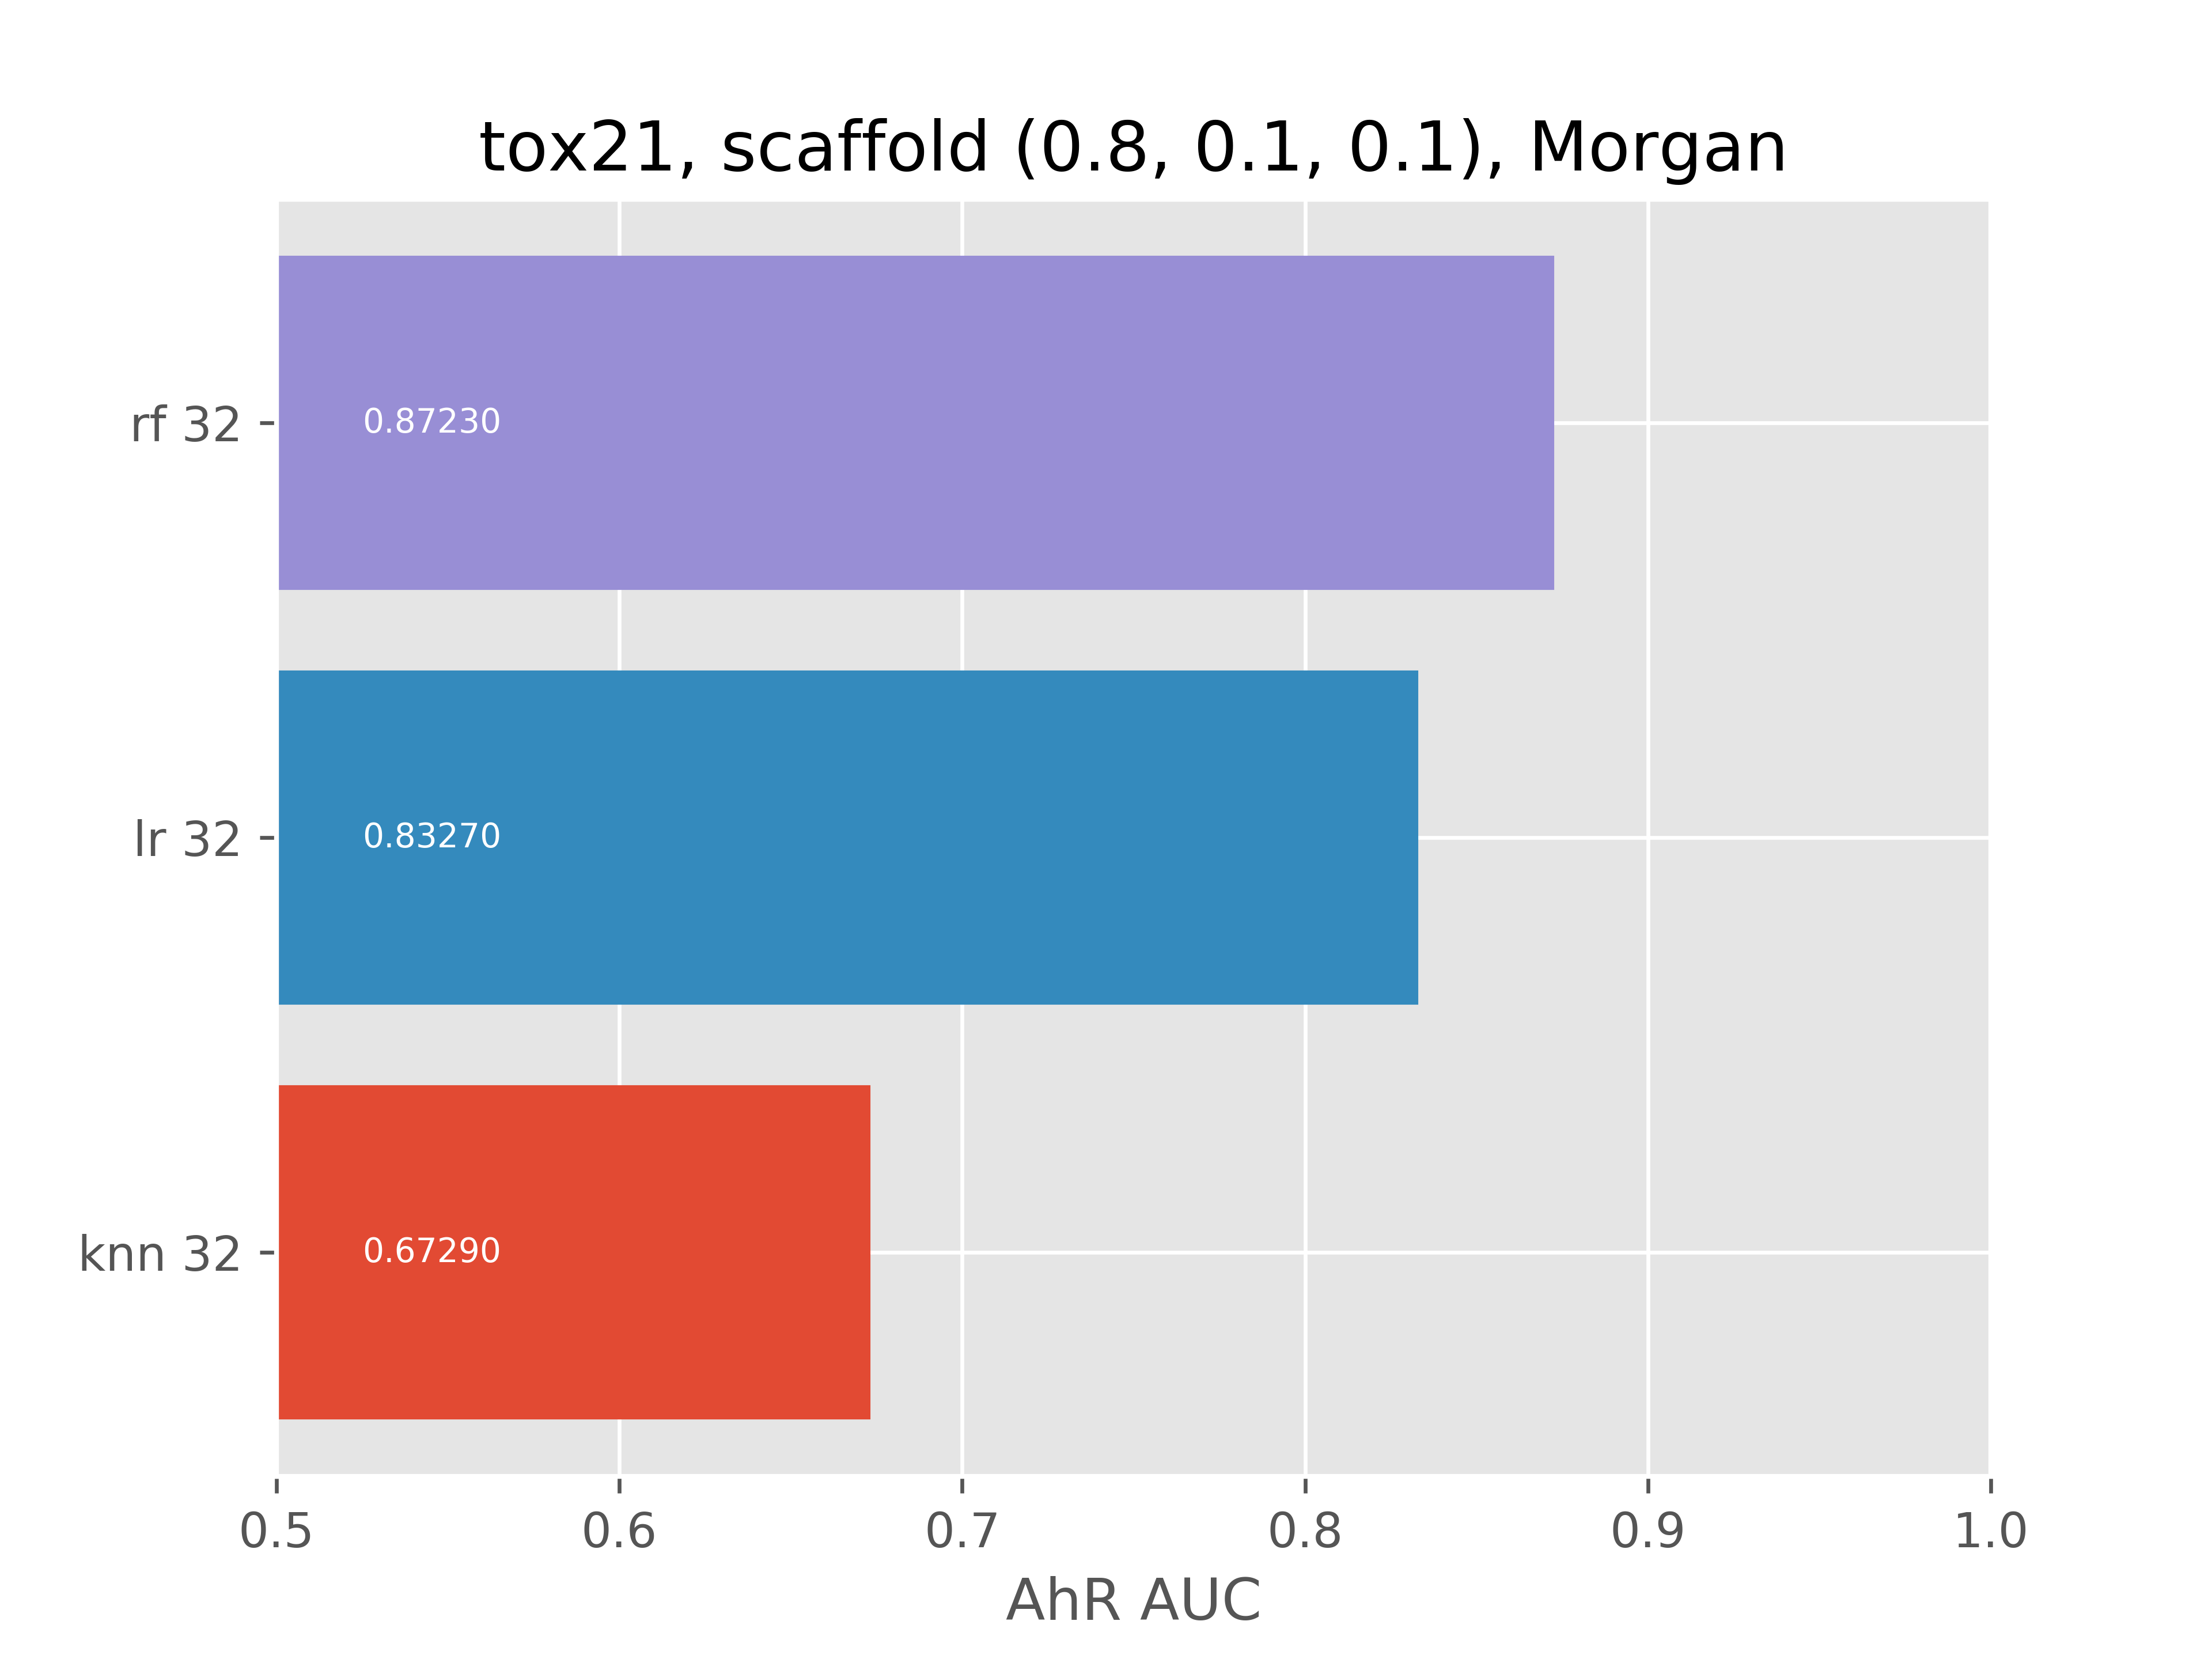 tox21, scaffold (0.8, 0.1, 0.1), Morgan
rf 32
0.87230
lr 32
0.83270
knn 32
0.67290
0.5 0.6 0.7 0.8 0.9 1.0
AhR AUC